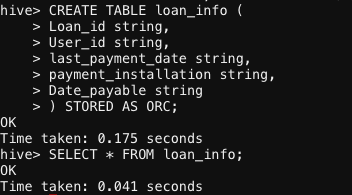 hive> CREATE TABLE loan_info (
    > Loan_id string,
    > User_id string,
    > last_payment_date string,
    > payment_installation string,
    > Date_payable string
    > ) STORED AS ORC;
OK
Time taken: 0.175 seconds
hive> SELECT * FROM loan_info;
OK
Time taken: 0.041 seconds